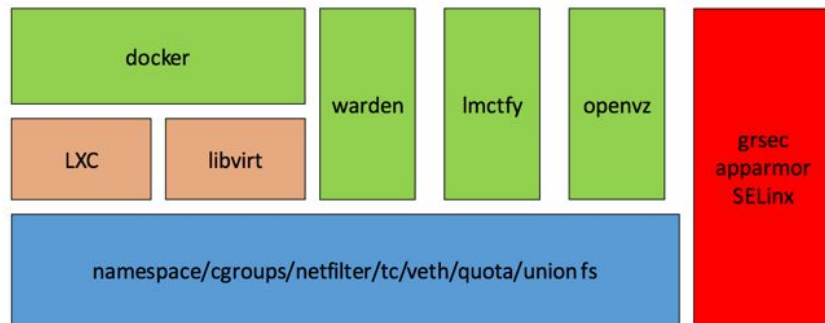 docker
warden
lmctfy
openvz
grsec
apparmor
SELinx
LXC
libvirt
namespace/cgroups/netfilter/tc/veth/quota/union fs